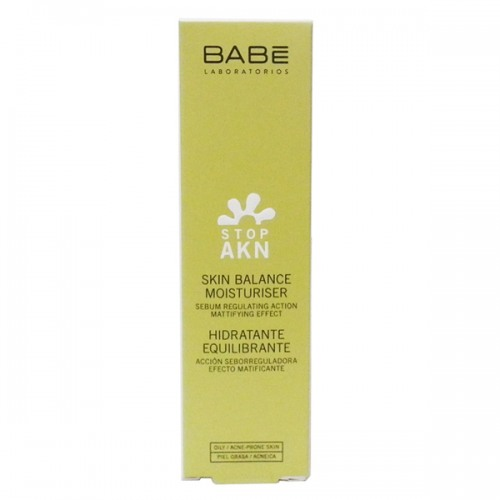 BABÉ
LABORATORIOS
STOP
AKN
SKIN BALANCE
MOISTURISER
SEBUM REGULATING ACTION
MATTIFYING EFFECT
HIDRATANTE
EQUILIBRANTE
ACCIÓN SEBORREGULADORA
EFECTO MATIFICANTE
OILY / ACNE-PRONE SKIN
PIEL GRASA / ACNEICA